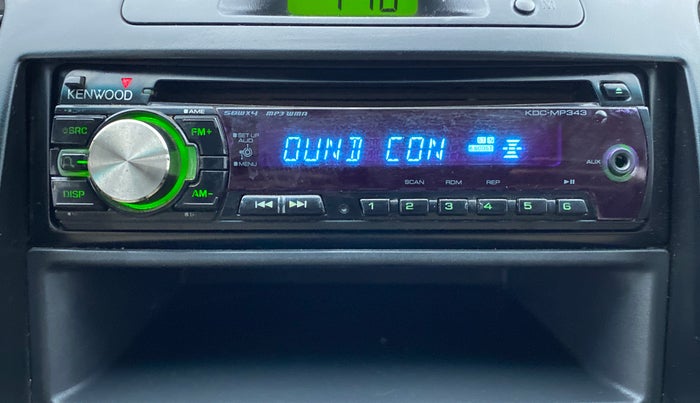 KENWOOD
AME
50WX4 MP3 WMA
KDC-MP343
SRC
FM+
SET UP
AUD
MENU
OUND CON
AUX
DISP
AM-
SCAN RDM REP
1 2 3 4 5 6